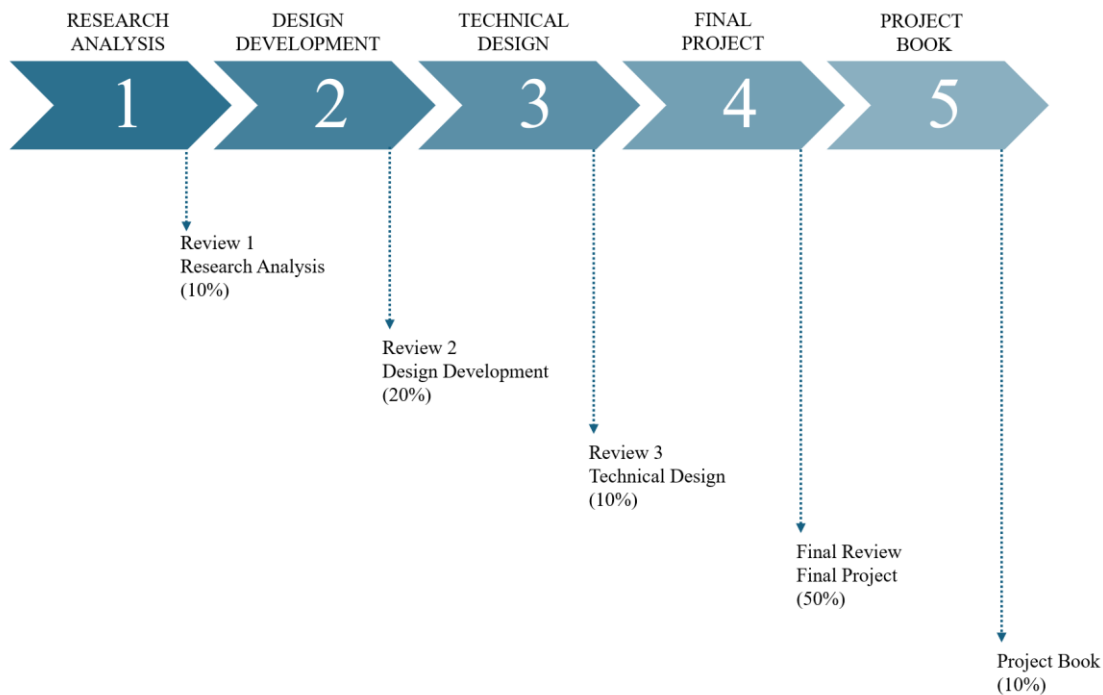 RESEARCH
ANALYSIS
DESIGN
DEVELOPMENT
TECHNICAL
DESIGN
FINAL
PROJECT
PROJECT
BOOK
1
2
3
4
5
Review 1
Research Analysis
(10%)
Review 2
Design Development
(20%)
Review 3
Technical Design
(10%)
Final Review
Final Project
(50%)
Project Book
(10%)